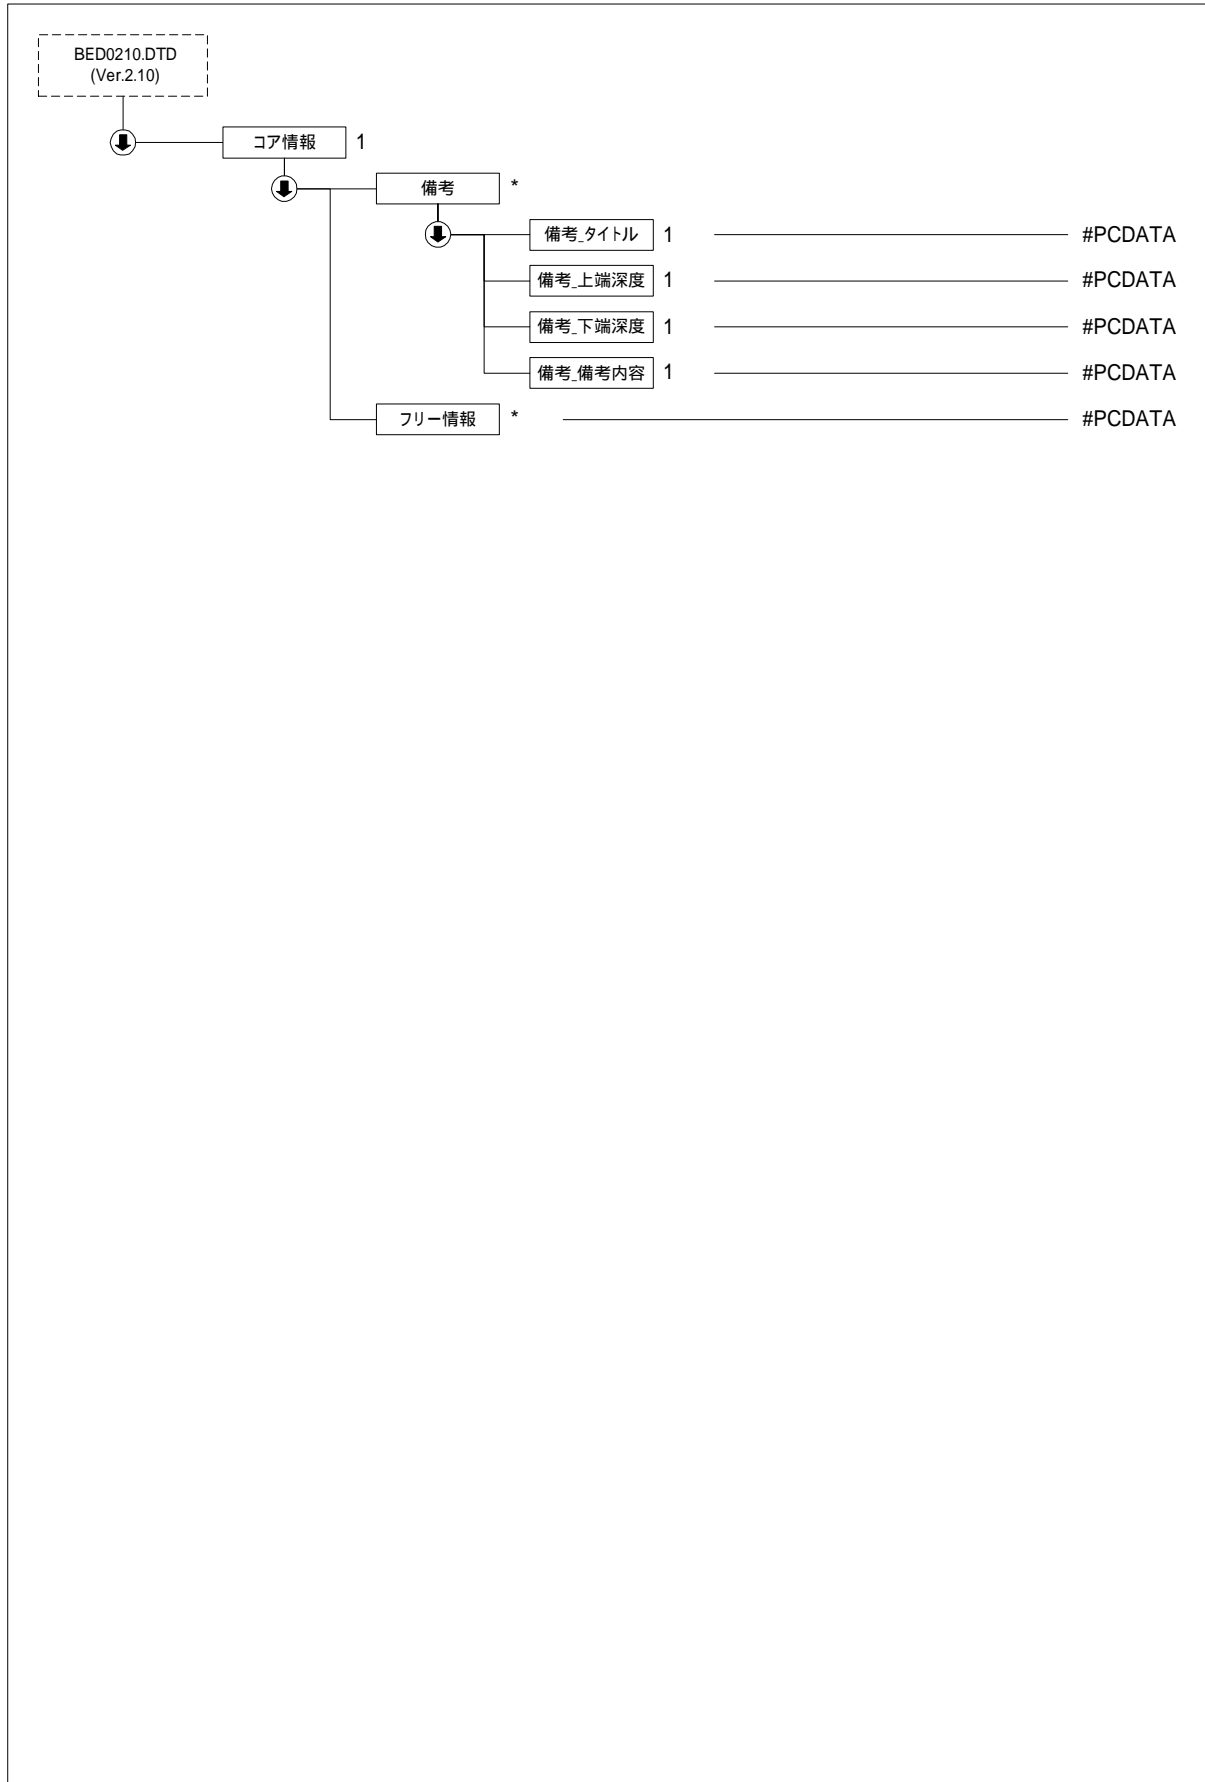 BED0210.DTD
(Ver.2.10)
コア情報 1
備考 *
備考_タイトル 1 #PCDATA
備考_上端深度 1 #PCDATA
備考_下端深度 1 #PCDATA
備考_備考内容 1 #PCDATA
フリー情報 * #PCDATA